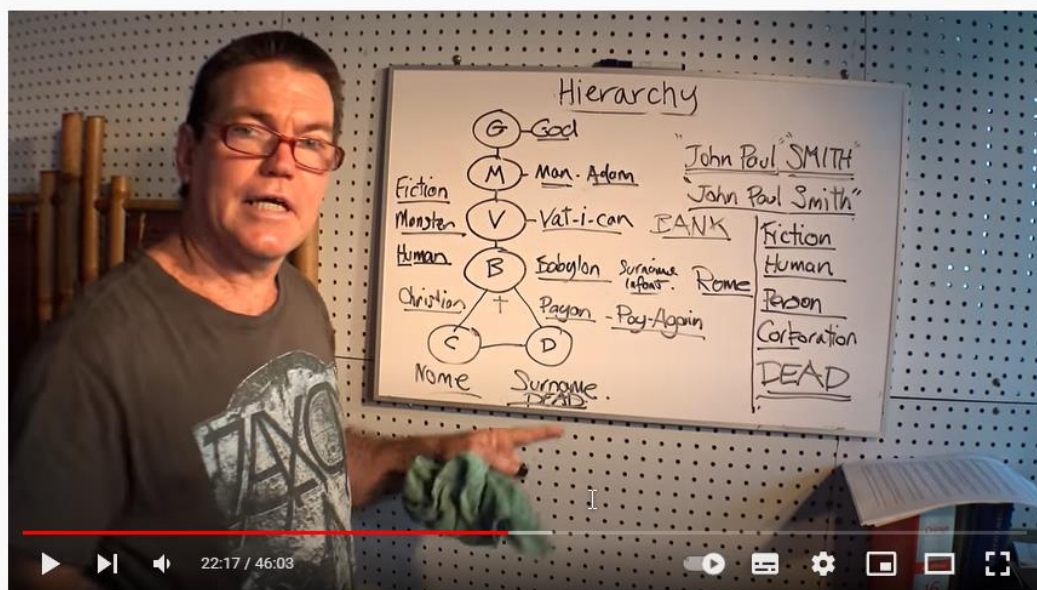 Hierarchy
G - God
M - Man - Adam
Fiction
Monster
V - Vat-i-can
BANK
Human
B
Babylon
Surname
Rome
Christian
Pagan - Pay-Again
C
D
Name
Surname.
DEAD
"John Paul" "SMITH"
"John Paul Smith"
Fiction
Human
Person
Corporation
DEAD
22:17 / 46:03